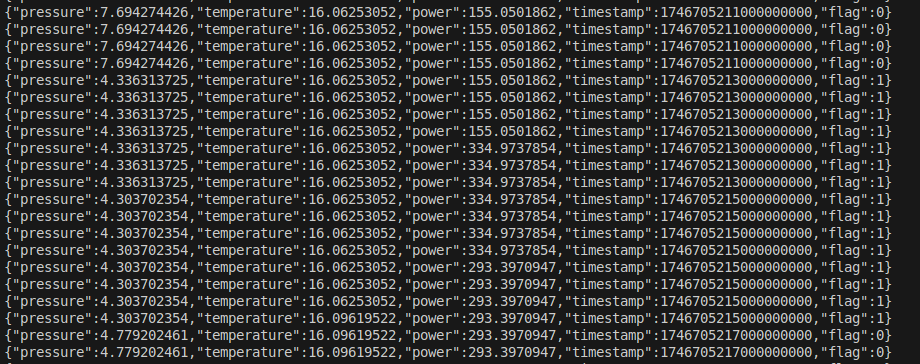 {"pressure":7.694274426,"temperature":16.06253052,"power":155.0501862,"timestamp":1746705211000000000,"flag":0}
{"pressure":7.694274426,"temperature":16.06253052,"power":155.0501862,"timestamp":1746705211000000000,"flag":0}
{"pressure":7.694274426,"temperature":16.06253052,"power":155.0501862,"timestamp":1746705211000000000,"flag":0}
{"pressure":7.694274426,"temperature":16.06253052,"power":155.0501862,"timestamp":1746705211000000000,"flag":0}
{"pressure":4.336313725,"temperature":16.06253052,"power":155.0501862,"timestamp":1746705213000000000,"flag":1}
{"pressure":4.336313725,"temperature":16.06253052,"power":155.0501862,"timestamp":1746705213000000000,"flag":1}
{"pressure":4.336313725,"temperature":16.06253052,"power":155.0501862,"timestamp":1746705213000000000,"flag":1}
{"pressure":4.336313725,"temperature":16.06253052,"power":155.0501862,"timestamp":1746705213000000000,"flag":1}
{"pressure":4.336313725,"temperature":16.06253052,"power":334.9737854,"timestamp":1746705213000000000,"flag":1}
{"pressure":4.336313725,"temperature":16.06253052,"power":334.9737854,"timestamp":1746705213000000000,"flag":1}
{"pressure":4.336313725,"temperature":16.06253052,"power":334.9737854,"timestamp":1746705213000000000,"flag":1}
{"pressure":4.303702354,"temperature":16.06253052,"power":334.9737854,"timestamp":1746705215000000000,"flag":1}
{"pressure":4.303702354,"temperature":16.06253052,"power":334.9737854,"timestamp":1746705215000000000,"flag":1}
{"pressure":4.303702354,"temperature":16.06253052,"power":334.9737854,"timestamp":1746705215000000000,"flag":1}
{"pressure":4.303702354,"temperature":16.06253052,"power":334.9737854,"timestamp":1746705215000000000,"flag":1}
{"pressure":4.303702354,"temperature":16.06253052,"power":293.3970947,"timestamp":1746705215000000000,"flag":1}
{"pressure":4.303702354,"temperature":16.06253052,"power":293.3970947,"timestamp":1746705215000000000,"flag":1}
{"pressure":4.303702354,"temperature":16.06253052,"power":293.3970947,"timestamp":1746705215000000000,"flag":1}
{"pressure":4.303702354,"temperature":16.09619522,"power":293.3970947,"timestamp":1746705215000000000,"flag":1}
{"pressure":4.779202461,"temperature":16.09619522,"power":293.3970947,"timestamp":1746705217000000000,"flag":0}
{"pressure":4.779202461,"temperature":16.09619522,"power":293.3970947,"timestamp":1746705217000000000,"flag":0}